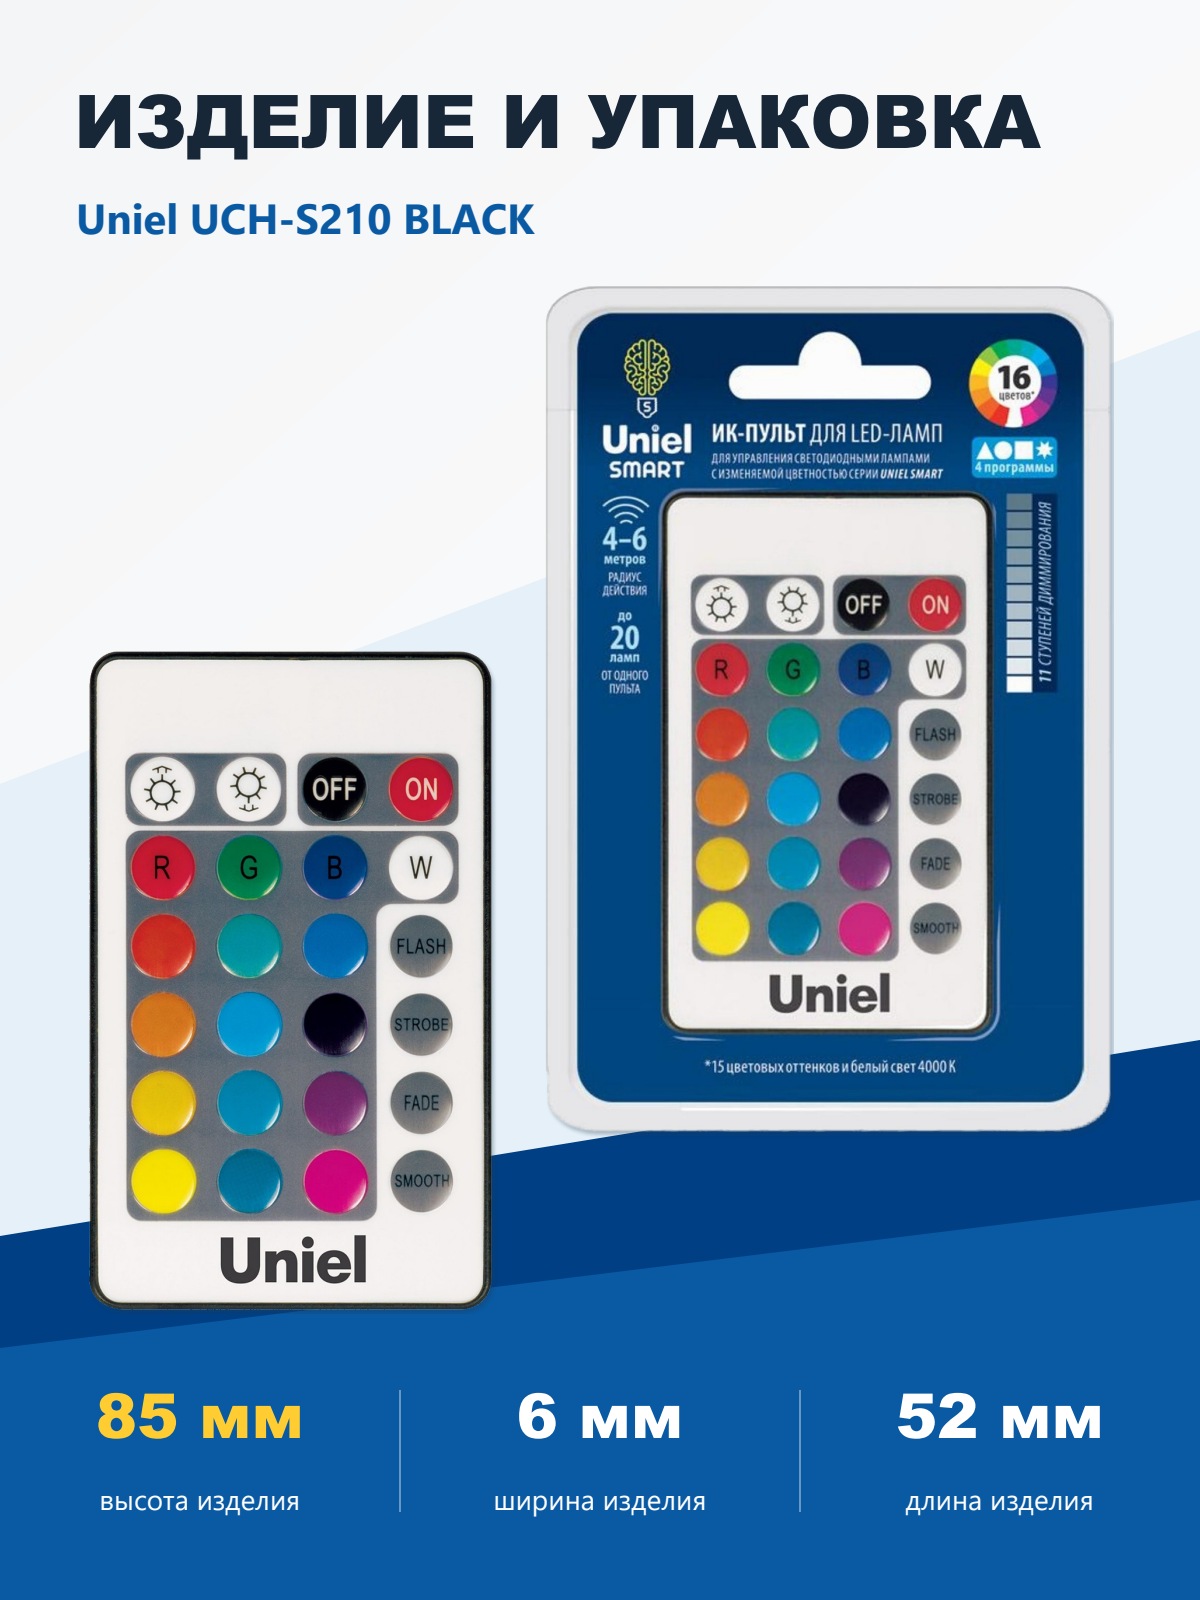 ИЗДЕЛИЕ И УПАКОВКА
Uniel UCH-S210 BLACK
S
Uniel
SMART
ИК-ПУЛЬТ ДЛЯ LED-ЛАМП
ДЛЯ УПРАВЛЕНИЯ СВЕТОДИОДНЫМИ ЛАМПАМИ
С ИЗМЕНЯЕМОЙ ЦВЕТНОСТЬЮ СЕРИИ UNIEL SMART
16
цветов*
4 программы
4–6
метров
РАДИУС
ДЕЙСТВИЯ
до
20
ламп
ОТ ОДНОГО
ПУЛЬТА
11 СТУПЕНЕЙ ДИММИРОВАНИЯ
OFF ON
R G B W
FLASH
STROBE
FADE
SMOOTH
Uniel
*15 цветовых оттенков и белый свет 4000 К
OFF ON
R G B W
FLASH
STROBE
FADE
SMOOTH
Uniel
85 мм
высота изделия
6 мм
ширина изделия
52 мм
длина изделия